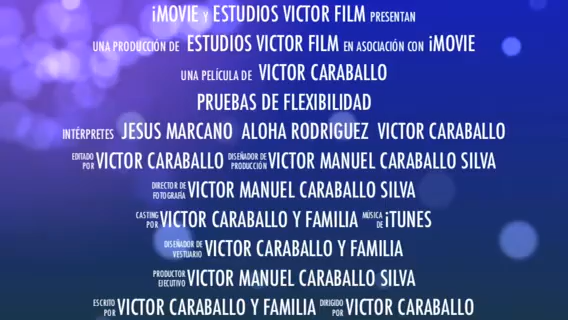 iMOVIE Y ESTUDIOS VICTOR FILM PRESENTAN
UNA PRODUCCIÓN DE ESTUDIOS VICTOR FILM EN ASOCIACIÓN CON iMOVIE
UNA PELÍCULA DE VICTOR CARABALLO
PRUEBAS DE FLEXIBILIDAD
INTÉRPRETES JESUS MARCANO ALOHA RODRIGUEZ VICTOR CARABALLO
EDITADO POR VICTOR CARABALLO DISEÑADOR DE PRODUCCIÓN VICTOR MANUEL CARABALLO SILVA
DIRECTOR DE FOTOGRAFÍA VICTOR MANUEL CARABALLO SILVA
CASTING POR VICTOR CARABALLO Y FAMILIA MÚSICA DE iTUNES
DISEÑADOR DE VESTUARIO VICTOR CARABALLO Y FAMILIA
PRODUCTOR EJECUTIVO VICTOR MANUEL CARABALLO SILVA
ESCRITO POR VICTOR CARABALLO Y FAMILIA DIRIGIDO POR VICTOR CARABALLO